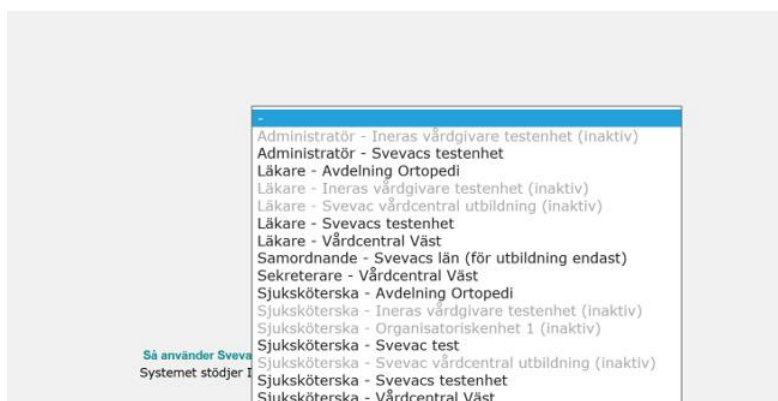 -
Administratör - Ineras vårdgivare testenhet (inaktiv)
Administratör - Svevacs testenhet
Läkare - Avdelning Ortopedi
Läkare - Ineras vårdgivare testenhet (inaktiv)
Läkare - Svevac vårdcentral utbildning (inaktiv)
Läkare - Svevacs testenhet
Läkare - Vårdcentral Väst
Samordnande - Svevacs län (för utbildning endast)
Sekreterare - Vårdcentral Väst
Sjuksköterska - Avdelning Ortopedi
Sjuksköterska - Ineras vårdgivare testenhet (inaktiv)
Sjuksköterska - Organisatoriskenhet 1 (inaktiv)
Sjuksköterska - Svevac test
Sjuksköterska - Svevac vårdcentral utbildning (inaktiv)
Sjuksköterska - Svevacs testenhet
Sjuksköterska - Vårdcentral Väst
Så använder Sveva
Systemet stödjer I